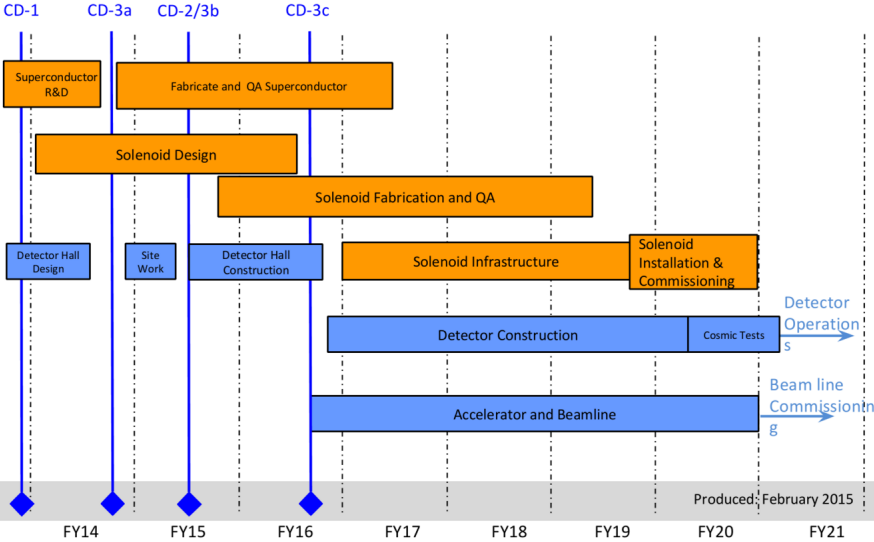 CD-1 CD-3a CD-2/3b CD-3c
Superconductor
R&D
Fabricate and QA Superconductor
Solenoid Design
Solenoid Fabrication and QA
Detector Hall
Design
Site
Work
Detector Hall
Construction
Solenoid Infrastructure
Solenoid
Installation &
Commissioning
Detector Construction
Cosmic Tests
Detector
Operation
s
Accelerator and Beamline
Beam line
Commissionin
g
Produced: February 2015
FY14 FY15 FY16 FY17 FY18 FY19 FY20 FY21